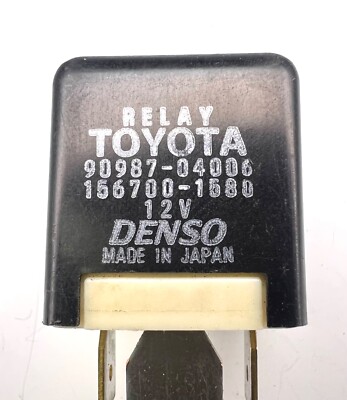 RELAY
TOYOTA
90987-04006
156700-1580
12V
DENSO
MADE IN JAPAN